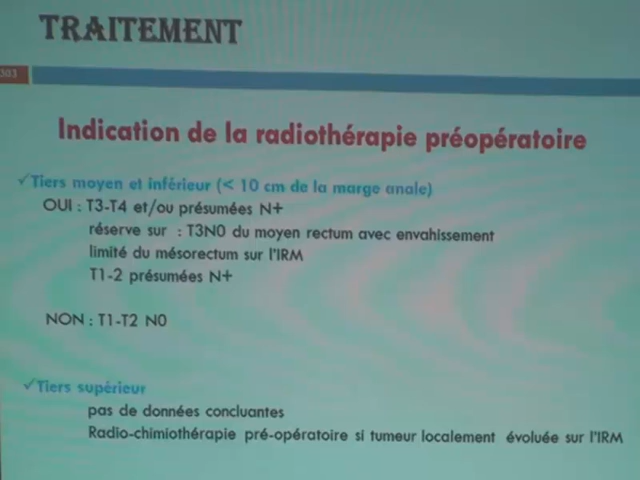 TRAITEMENT
303
Indication de la radiothérapie préopératoire
✓Tiers moyen et inférieur (< 10 cm de la marge anale)
OUI : T3-T4 et/ou présumées N+
réserve sur : T3N0 du moyen rectum avec envahissement
limité du mésorectum sur l'IRM
T1-2 présumées N+
NON : T1-T2 N0
✓Tiers supérieur
pas de données concluantes
Radio-chimiothérapie pré-opératoire si tumeur localement évoluée sur l'IRM